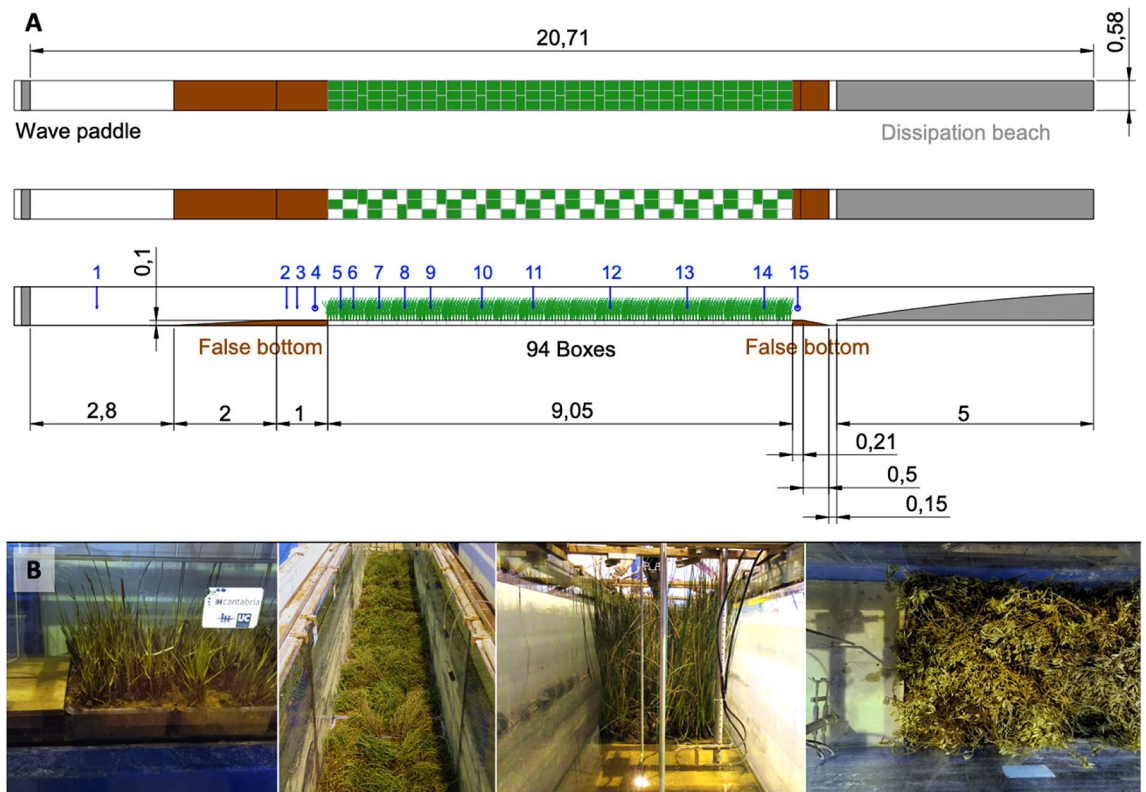 A
20,71
0,58
Wave paddle
Dissipation beach
1 2 3 4 5 6 7 8 9 10 11 12 13 14 15
0,1
False bottom
94 Boxes
False bottom
2,8
2
1
9,05
5
0,21
0,5
0,15
B
IHcantabria
UC